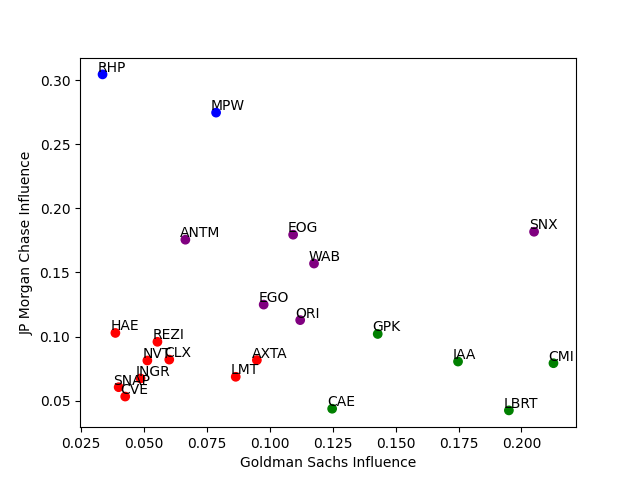 0.30
0.25
0.20
0.15
0.10
0.05
JP Morgan Chase Influence
RHP
MPW
SNX
ANTM
EOG
WAB
EGO
ORI
GPK
HAE
REZI
NVT
CLX
AXTA
IAA
CMI
INGR
LMT
SNAP
CVE
CAE
LBRT
0.025 0.050 0.075 0.100 0.125 0.150 0.175 0.200
Goldman Sachs Influence